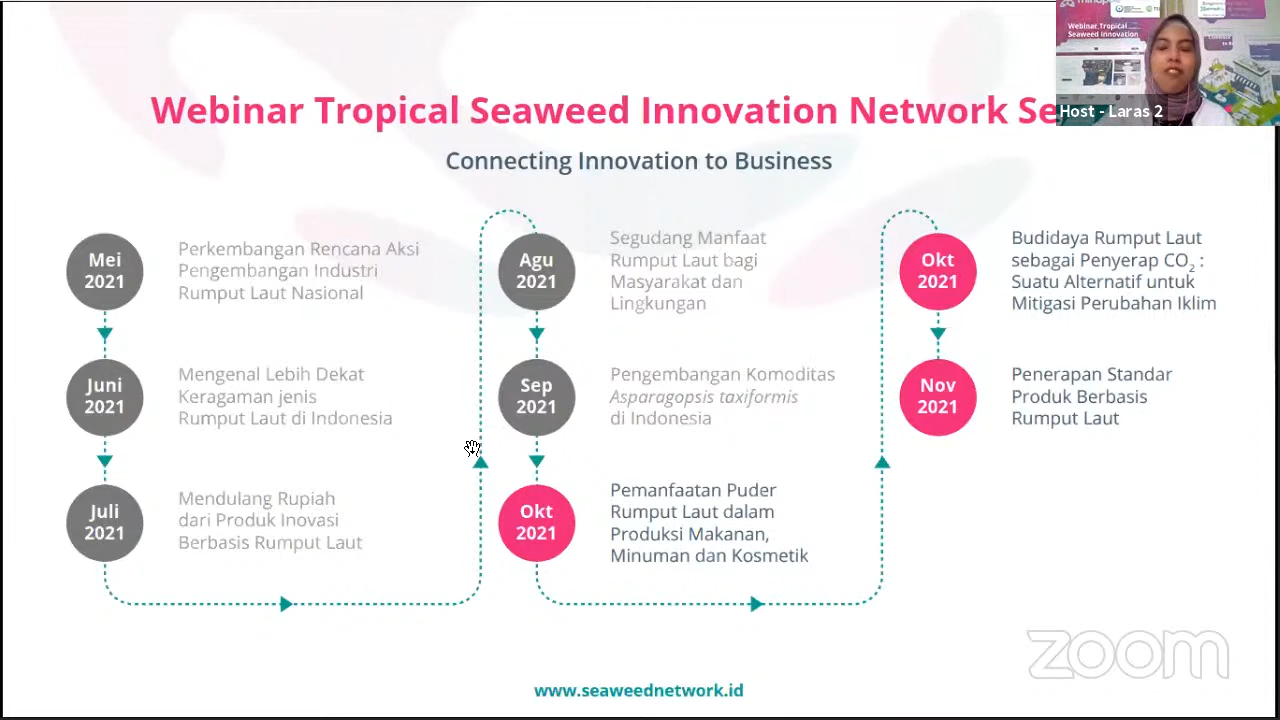 Webinar Tropical
Seaweed Innovation
Host - Laras 2
Webinar Tropical Seaweed Innovation Network
Connecting Innovation to Business
Mei
2021
Perkembangan Rencana Aksi
Pengembangan Industri
Rumput Laut Nasional
Juni
2021
Mengenal Lebih Dekat
Keragaman jenis
Rumput Laut di Indonesia
Juli
2021
Mendulang Rupiah
dari Produk Inovasi
Berbasis Rumput Laut
Agu
2021
Segudang Manfaat
Rumput Laut bagi
Masyarakat dan
Lingkungan
Sep
2021
Pengembangan Komoditas
Asparagopsis taxiformis
di Indonesia
Okt
2021
Pemanfaatan Puder
Rumput Laut dalam
Produksi Makanan,
Minuman dan Kosmetik
Okt
2021
Budidaya Rumput Laut
sebagai Penyerap CO₂ :
Suatu Alternatif untuk
Mitigasi Perubahan Iklim
Nov
2021
Penerapan Standar
Produk Berbasis
Rumput Laut
zoom
www.seaweednetwork.id